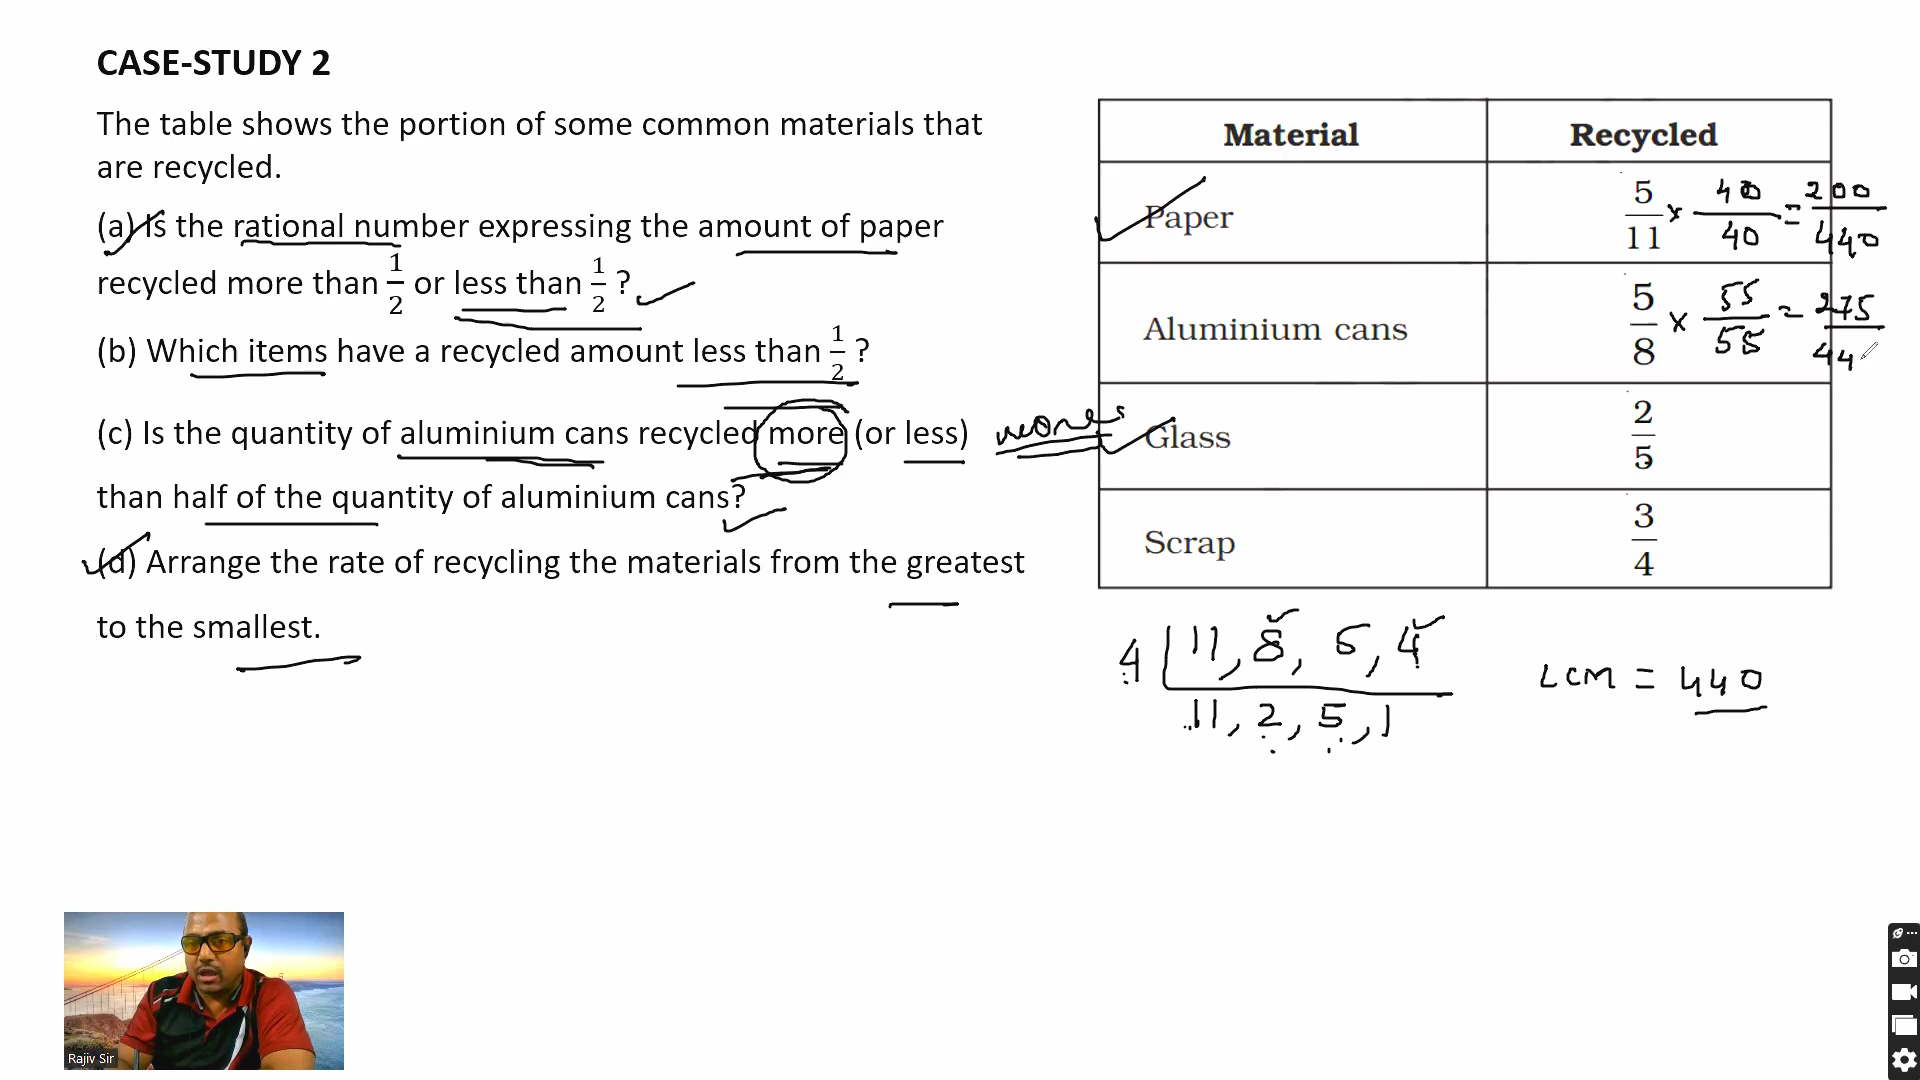 CASE-STUDY 2
The table shows the portion of some common materials that
are recycled.
(a) Is the rational number expressing the amount of paper
recycled more than 1/2 or less than 1/2 ?
(b) Which items have a recycled amount less than 1/2 ?
(c) Is the quantity of aluminium cans recycled more (or less)
more
than half of the quantity of aluminium cans?
(d) Arrange the rate of recycling the materials from the greatest
to the smallest.
Material Recycled
Paper 5/11 × 40/40 = 200/440
Aluminium cans 5/8 × 55/55 = 275/44
Glass 2/5
Scrap 3/4
4 | 11, 8, 5, 4
11, 2, 5, 1
LCM = 440
Rajiv Sir